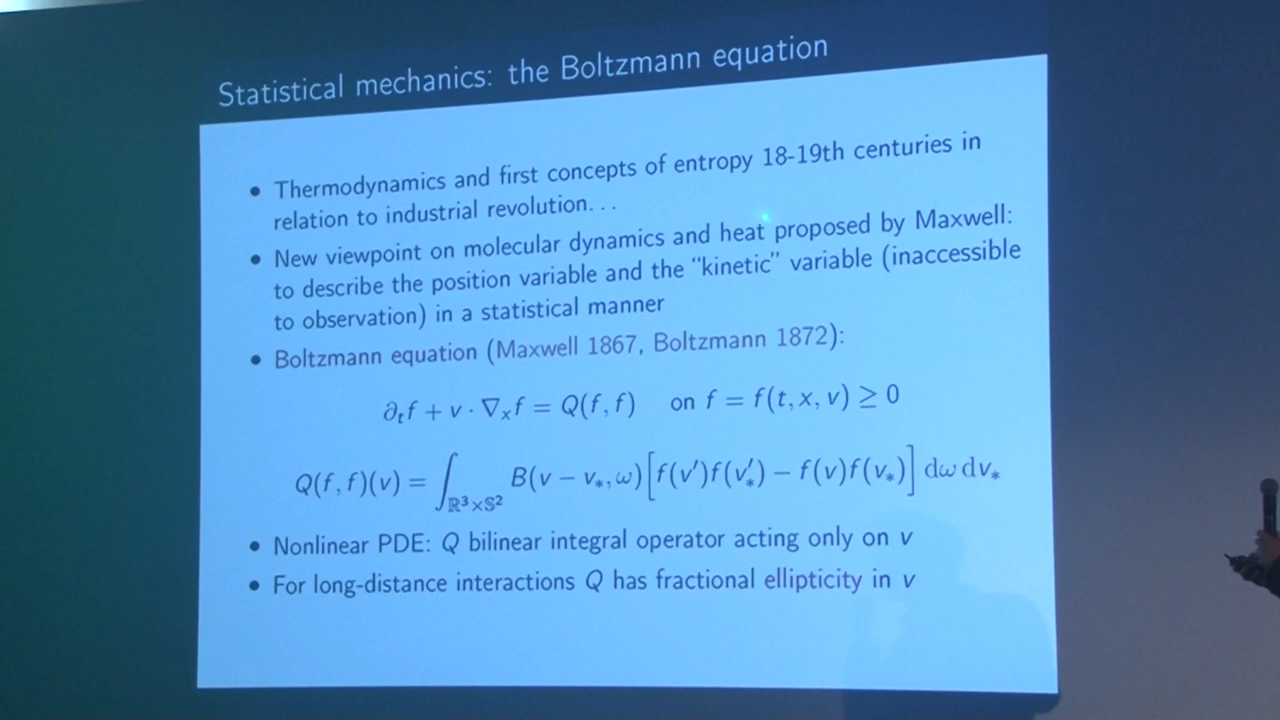 Statistical mechanics: the Boltzmann equation
• Thermodynamics and first concepts of entropy 18-19th centuries in
relation to industrial revolution...
• New viewpoint on molecular dynamics and heat proposed by Maxwell:
to describe the position variable and the “kinetic” variable (inaccessible
to observation) in a statistical manner
• Boltzmann equation (Maxwell 1867, Boltzmann 1872):
∂ₜf + v · ∇ₓf = Q(f, f) on f = f(t, x, v) ≥ 0
Q(f, f)(v) = ∫_{ℝ³×𝕊²} B(v − v_*, ω)[f(v′)f(v′_*) − f(v)f(v_*)] dω dv_*
• Nonlinear PDE: Q bilinear integral operator acting only on v
• For long-distance interactions Q has fractional ellipticity in v